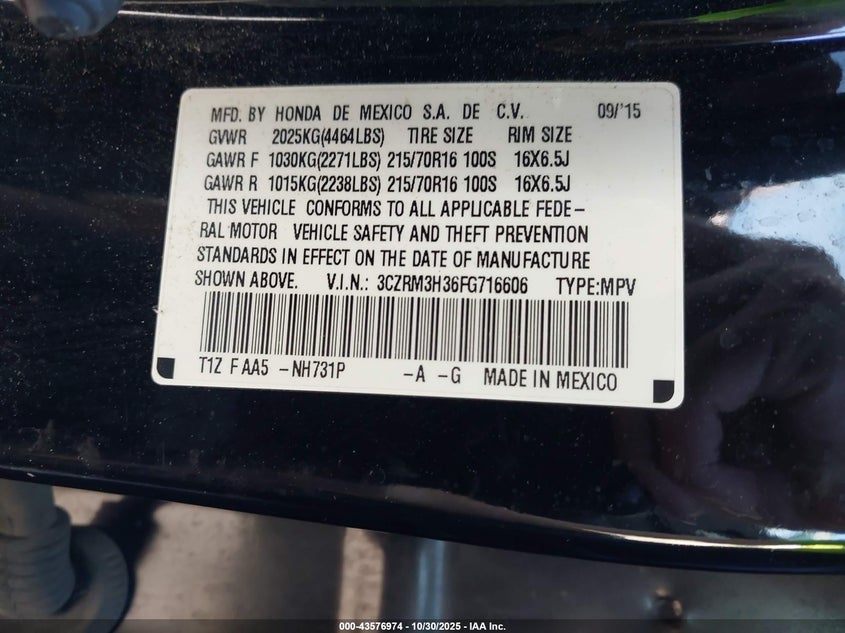 MFD. BY HONDA DE MEXICO S.A. DE C.V. 09/'15
GVWR 2025KG(4464LBS) TIRE SIZE RIM SIZE
GAWR F 1030KG(2271LBS) 215/70R16 100S 16X6.5J
GAWR R 1015KG(2238LBS) 215/70R16 100S 16X6.5J
THIS VEHICLE CONFORMS TO ALL APPLICABLE FEDE-
RAL MOTOR VEHICLE SAFETY AND THEFT PREVENTION
STANDARDS IN EFFECT ON THE DATE OF MANUFACTURE
SHOWN ABOVE. V.I.N.: 3CZRM3H36FG716606 TYPE:MPV
T1Z F AA5 -NH731P -A -G MADE IN MEXICO
000-43576974 - 10/30/2025 - IAA Inc.